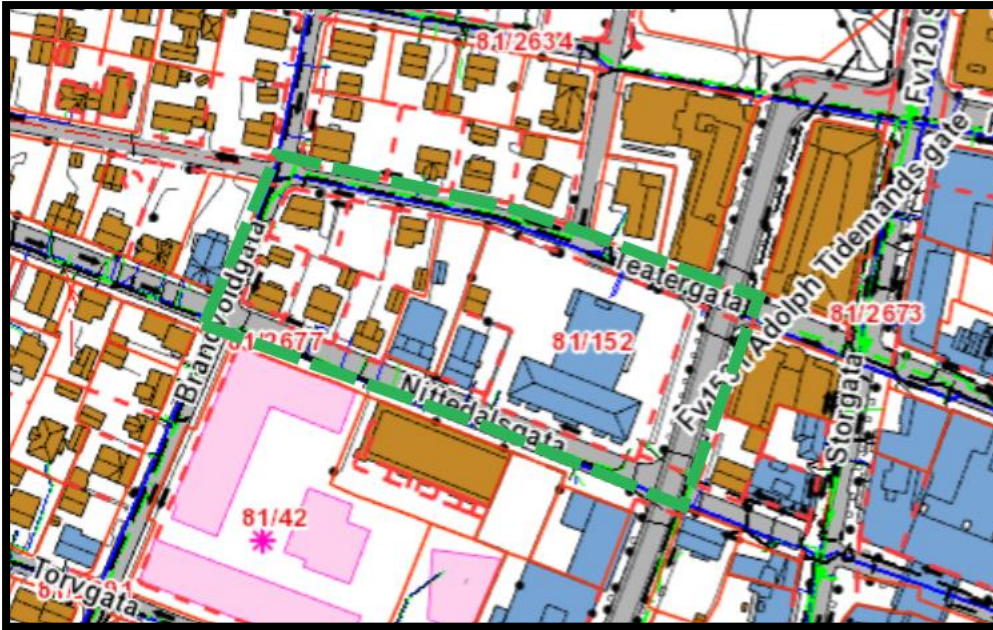 81/2634
Fv120 S
Brandvoldgata
Teatergata
81/2677
81/152
Fv153 / Adolph Tidemands gate
81/2673
Nittedalsgata
Storgata
81/42
Torvgata